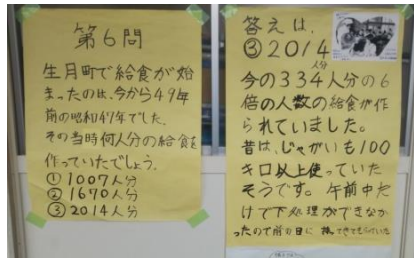 第6問
生月町で給食が始
まったのは、今から49年
前の昭和47年でした。
その当時何人分の給食を
作っていたでしょう。
① 1007人分
② 1670人分
③ 2014人分
答えは、
③2014
人分
今の334人分の6
倍の人数の給食が作
られていました。
昔は、じゃがいも100
キロ以上使っていた
そうです。午前中だ
けで下処理ができなか
ったので前の日に